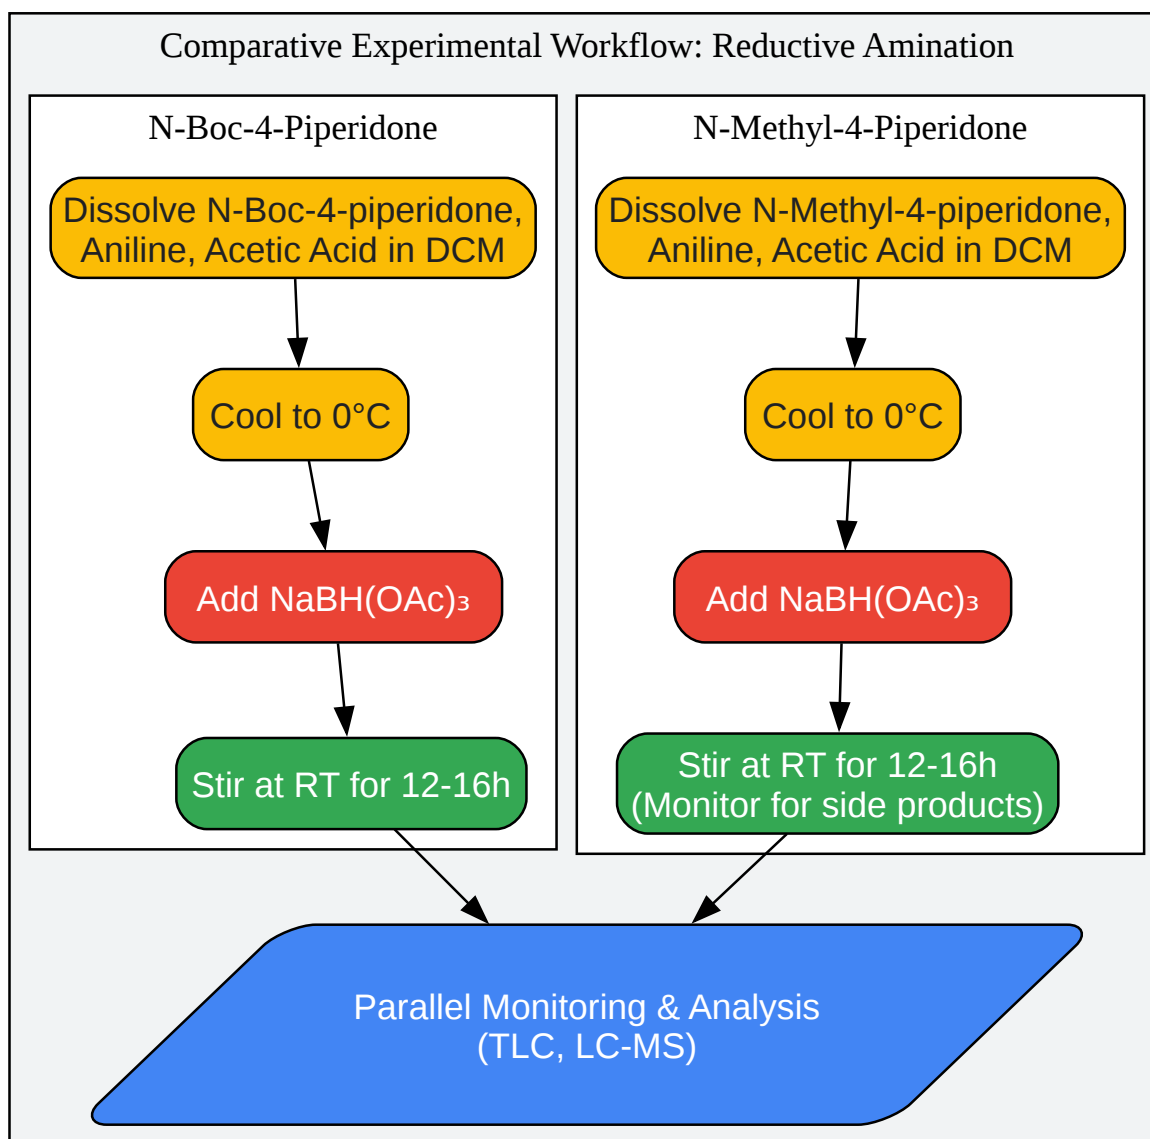 Comparative Experimental Workflow: Reductive Amination
N-Boc-4-Piperidone
Dissolve N-Boc-4-piperidone,
Aniline, Acetic Acid in DCM
Cool to 0°C
Add NaBH(OAc)₃
Stir at RT for 12-16h
N-Methyl-4-Piperidone
Dissolve N-Methyl-4-piperidone,
Aniline, Acetic Acid in DCM
Cool to 0°C
Add NaBH(OAc)₃
Stir at RT for 12-16h
(Monitor for side products)
Parallel Monitoring & Analysis
(TLC, LC-MS)